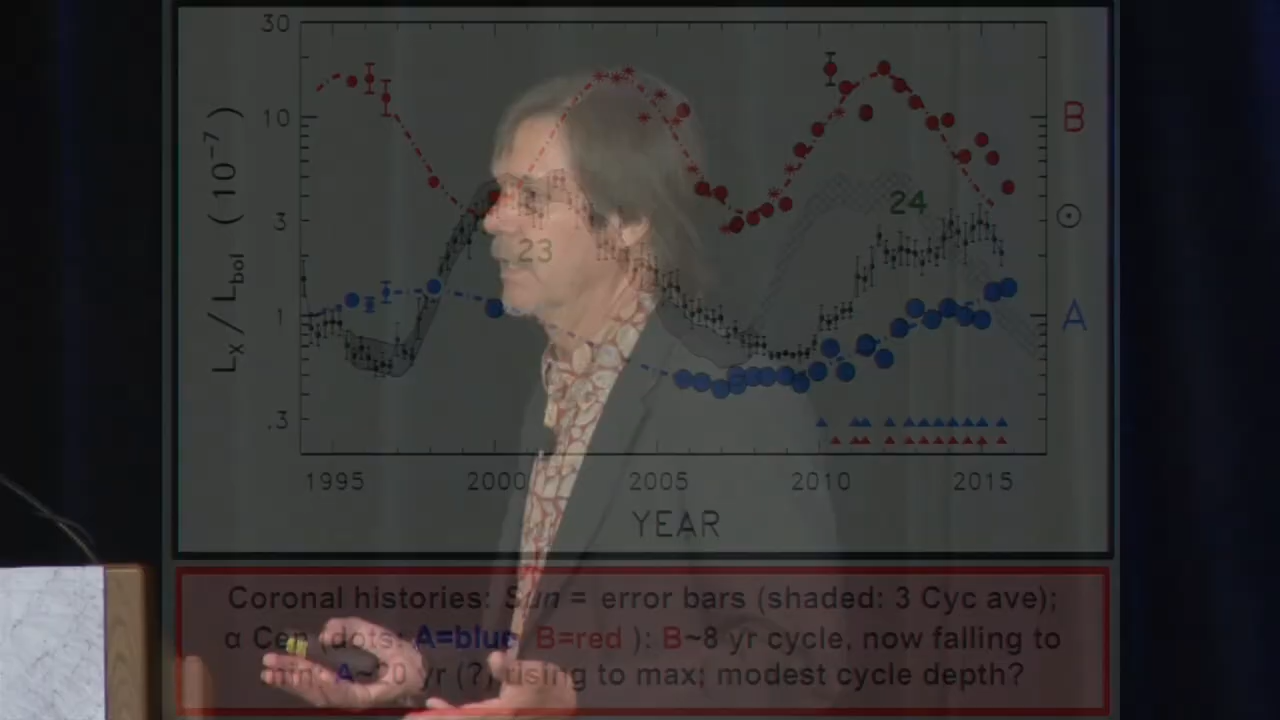 30
10
3
1
.3
L_X / L_bol (10^-7)
B
☉
A
23
24
1995 2000 2005 2010 2015
YEAR
Coronal histories: Sun = error bars (shaded: 3 Cyc ave);
α Cen (dots: A=blue, B=red ): B~8 yr cycle, now falling to
min; A~20 yr (?) rising to max; modest cycle depth?